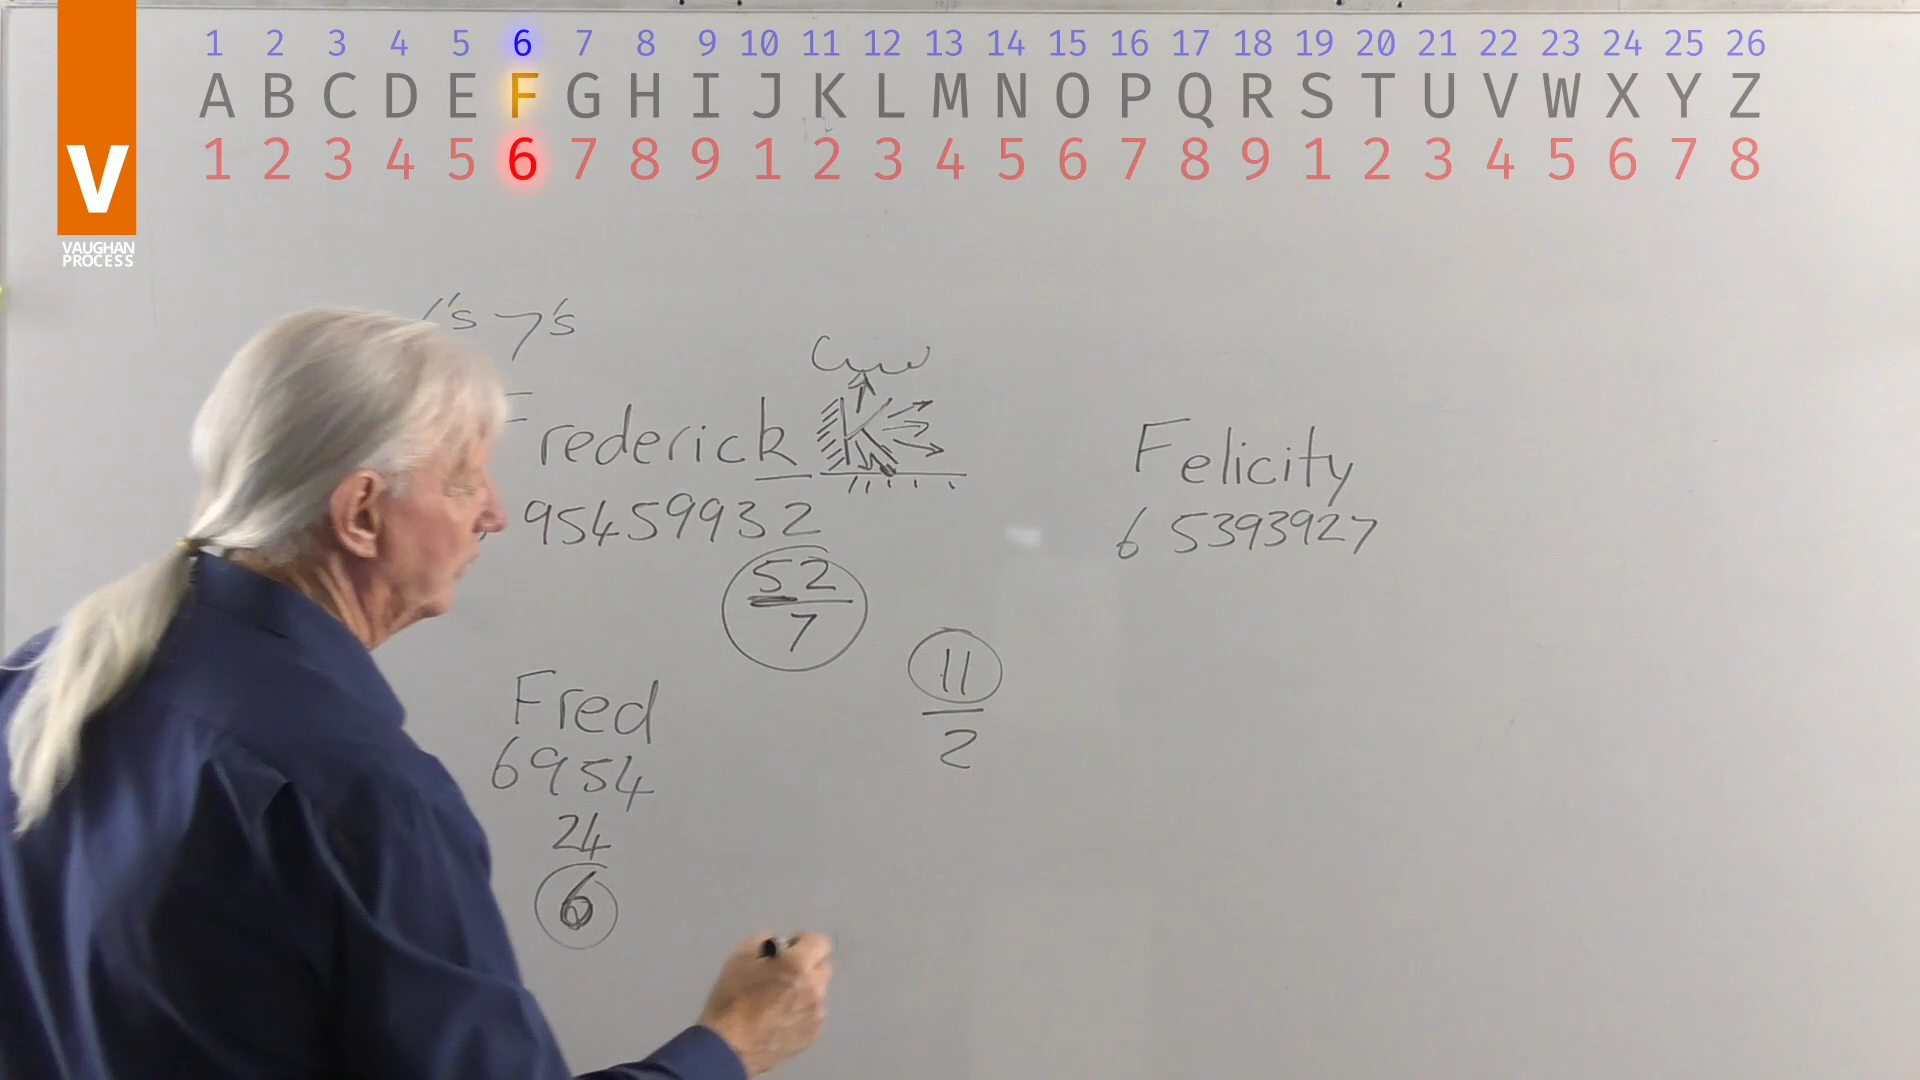 1 2 3 4 5 6 7 8 9 10 11 12 13 14 15 16 17 18 19 20 21 22 23 24 25 26
A B C D E F G H I J K L M N O P Q R S T U V W X Y Z
1 2 3 4 5 6 7 8 9 1 2 3 4 5 6 7 8 9 1 2 3 4 5 6 7 8
V
VAUGHAN
PROCESS
1's 7's
Frederick K
95459932
52
7
Felicity
6 5393927
11
2
Fred
6954
24
6